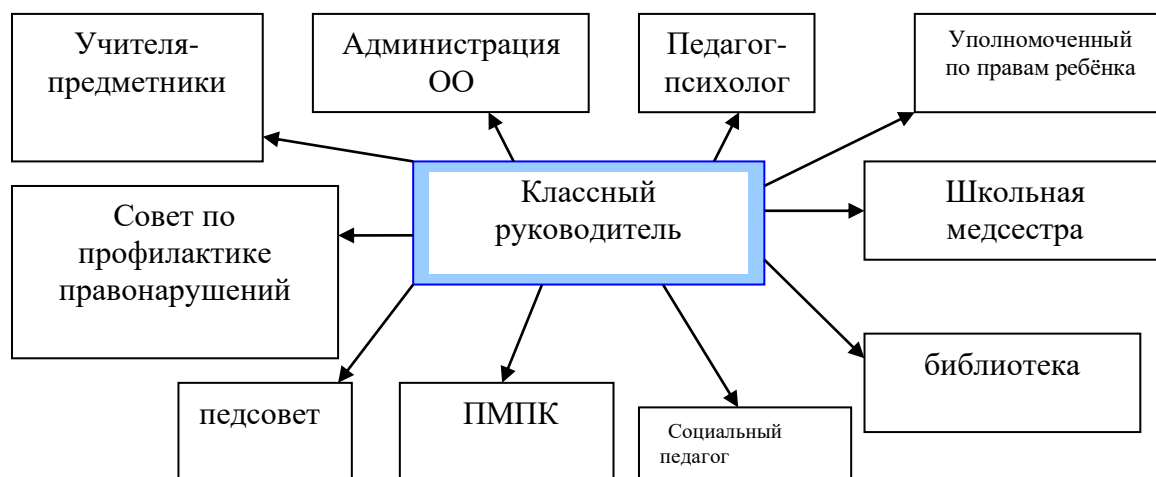 Учителя-
предметники
Администрация
ОО
Педагог-
психолог
Уполномоченный
по правам ребёнка
Классный
руководитель
Школьная
медсестра
Совет по
профилактике
правонарушений
библиотека
педсовет
ПМПК
Социальный
педагог